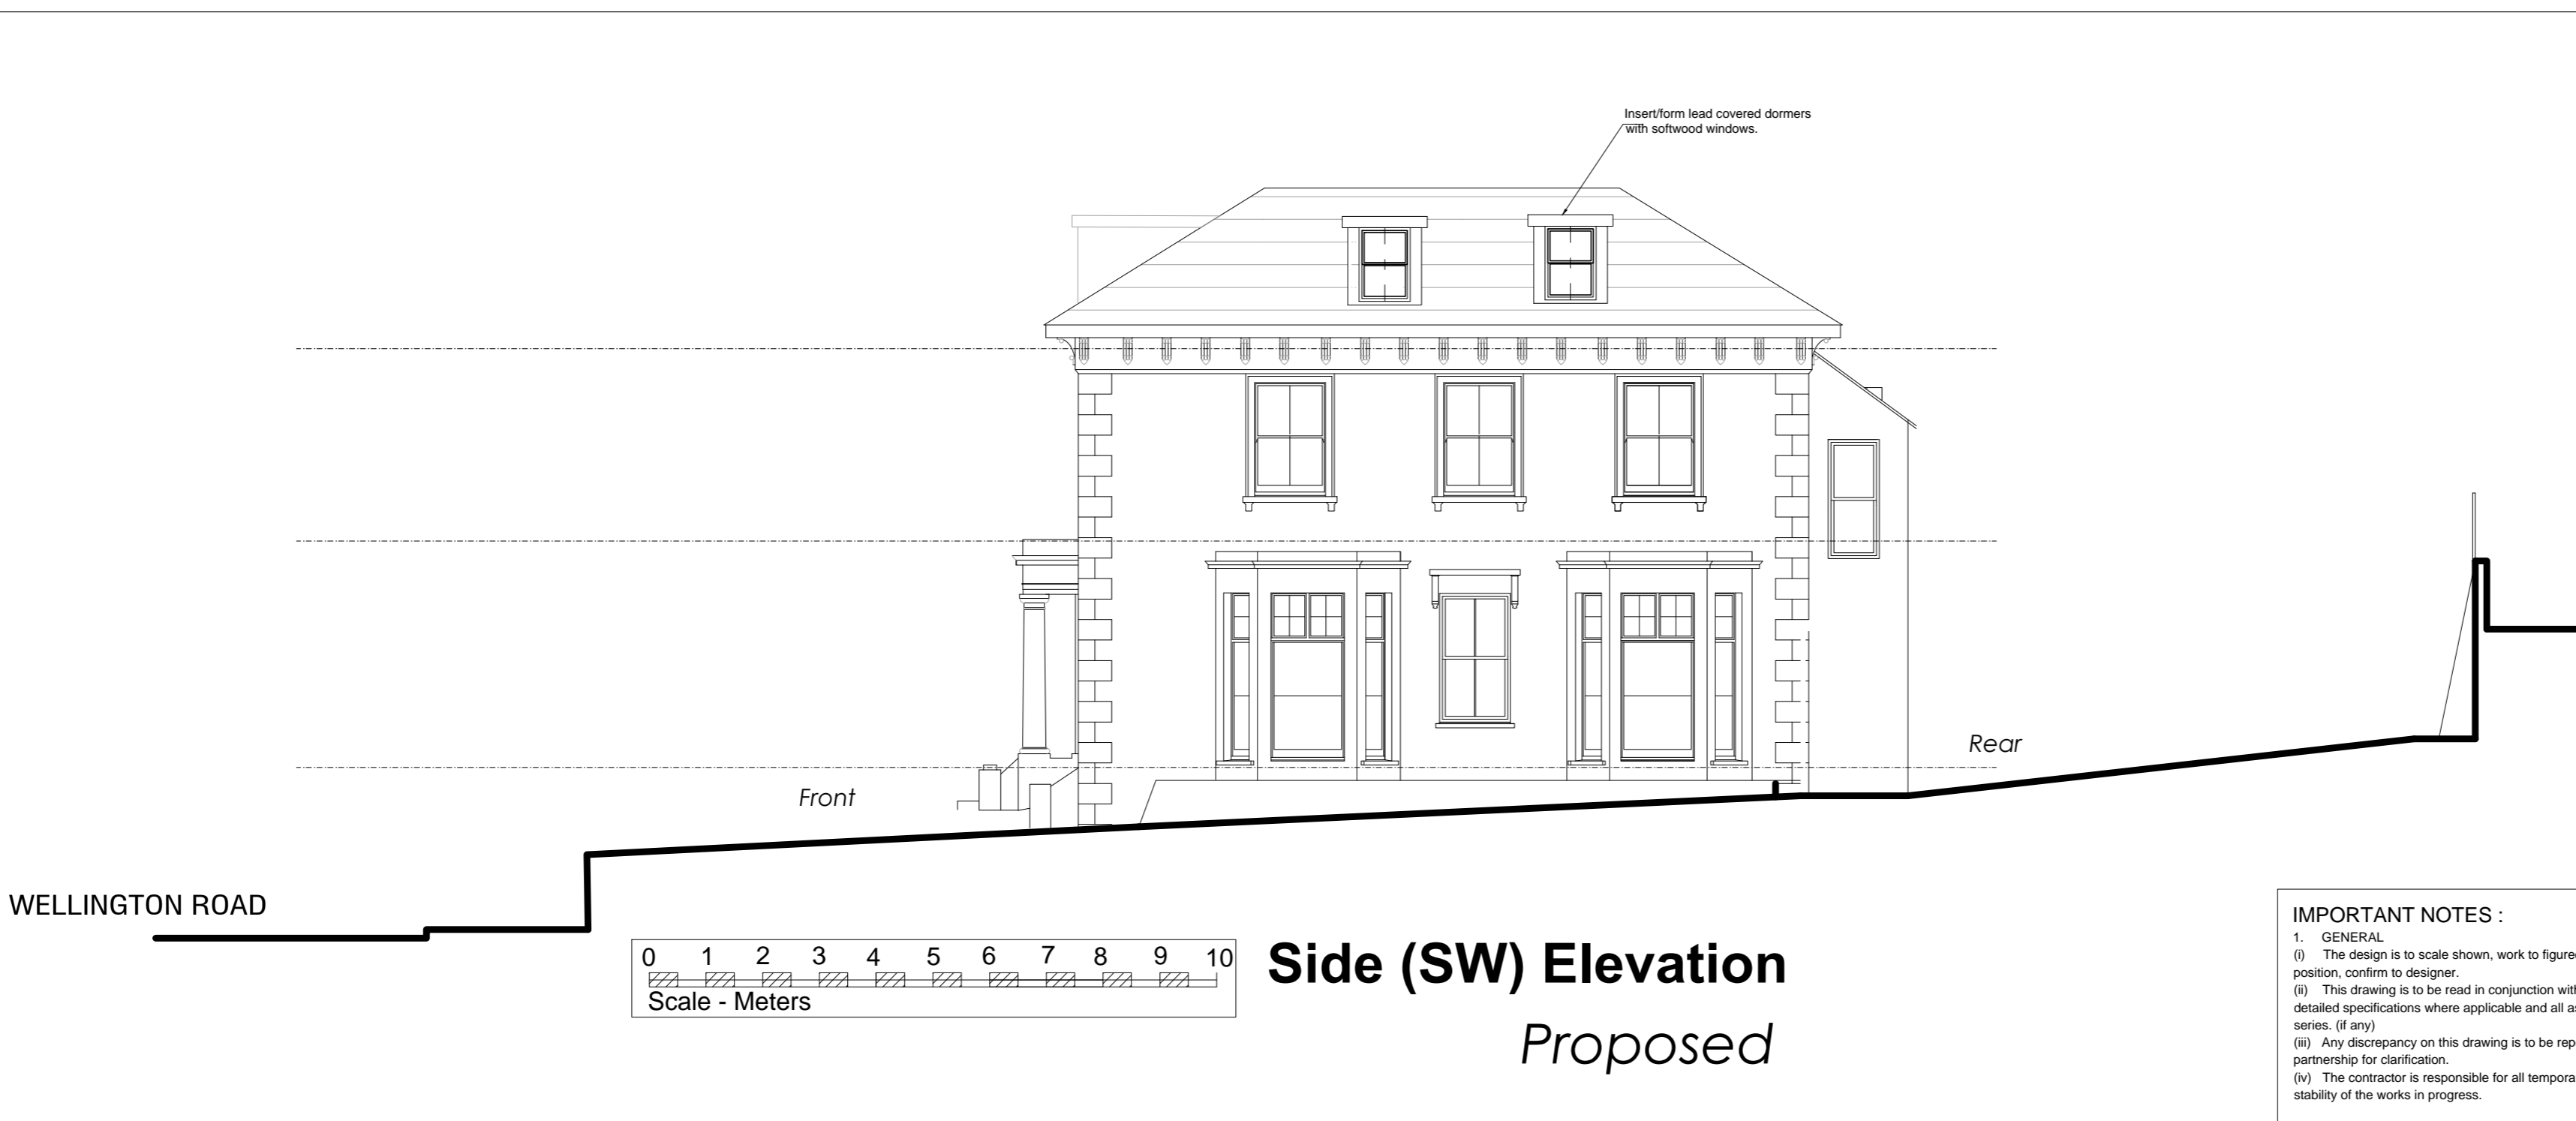 Insert/form lead covered dormers
with softwood windows.
Rear
Front
WELLINGTON ROAD
0 1 2 3 4 5 6 7 8 9 10
Scale - Meters
Side (SW) Elevation
Proposed
IMPORTANT NOTES :
1. GENERAL
(i) The design is to scale shown, work to figured
position, confirm to designer.
(ii) This drawing is to be read in conjunction with
detailed specifications where applicable and all as
series. (if any)
(iii) Any discrepancy on this drawing is to be rep
partnership for clarification.
(iv) The contractor is responsible for all tempora
stability of the works in progress.